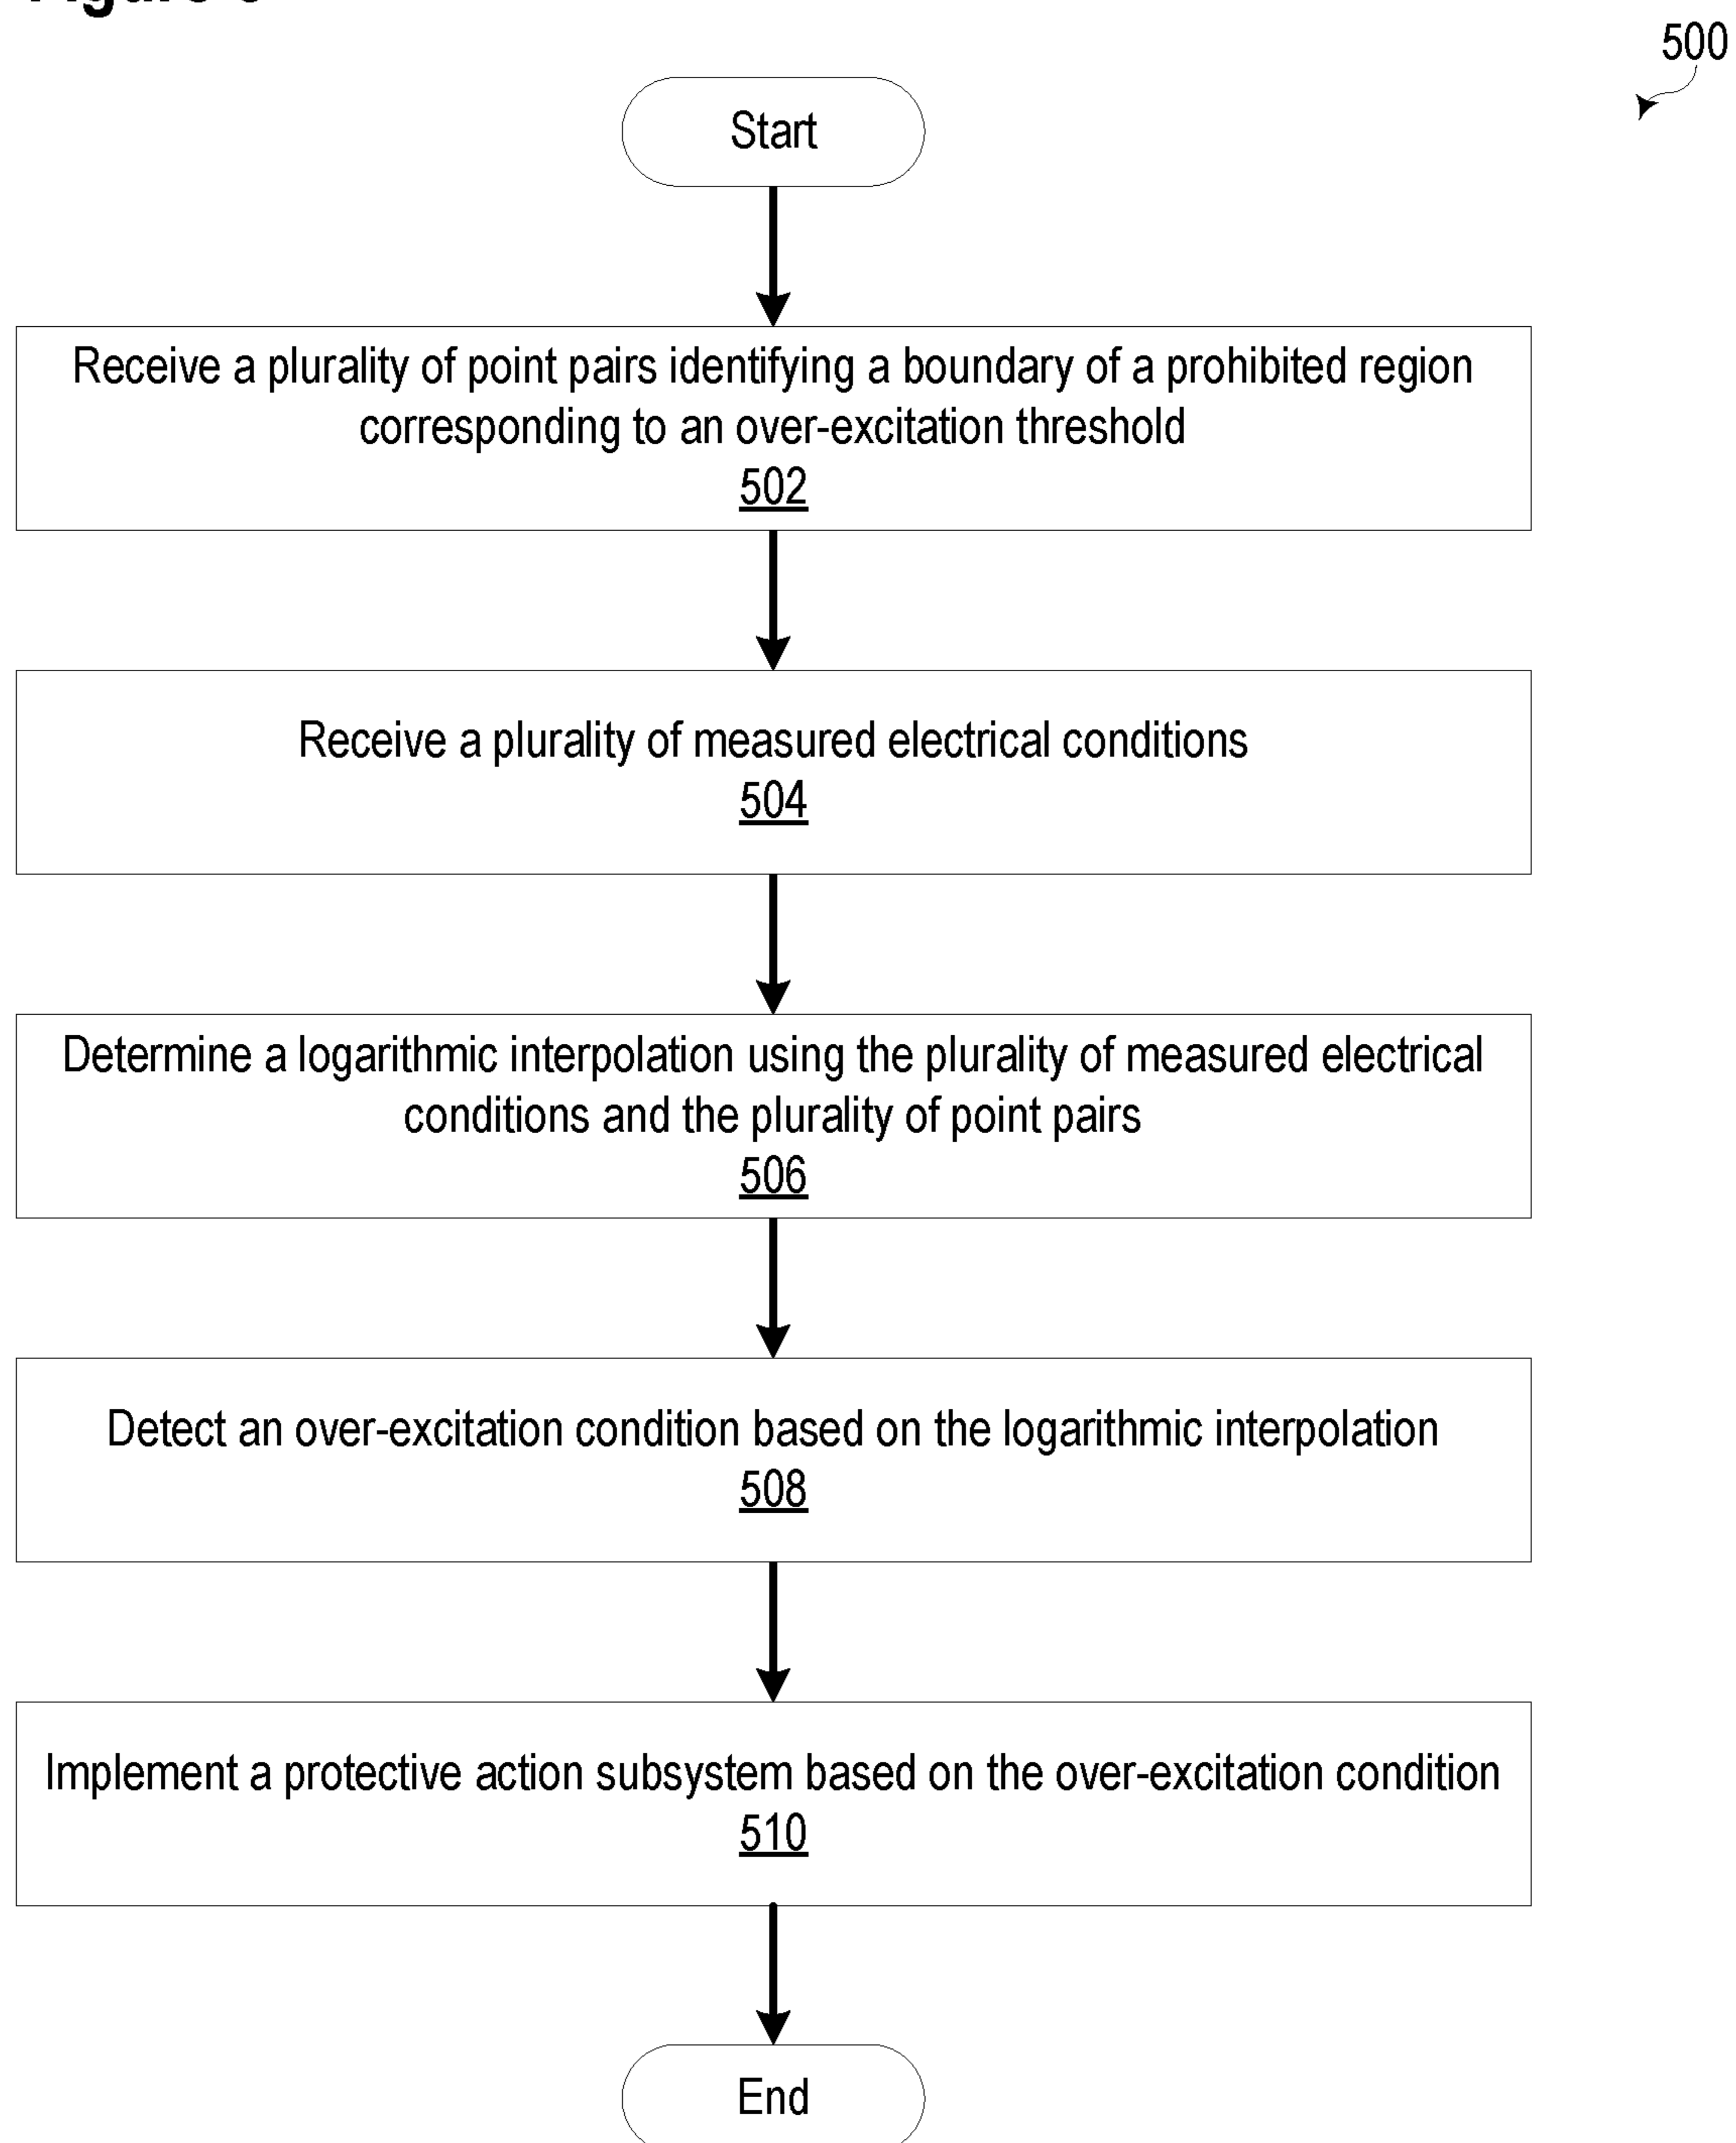 500
Start
Receive a plurality of point pairs identifying a boundary of a prohibited region
corresponding to an over-excitation threshold
502
Receive a plurality of measured electrical conditions
504
Determine a logarithmic interpolation using the plurality of measured electrical
conditions and the plurality of point pairs
506
Detect an over-excitation condition based on the logarithmic interpolation
508
Implement a protective action subsystem based on the over-excitation condition
510
End